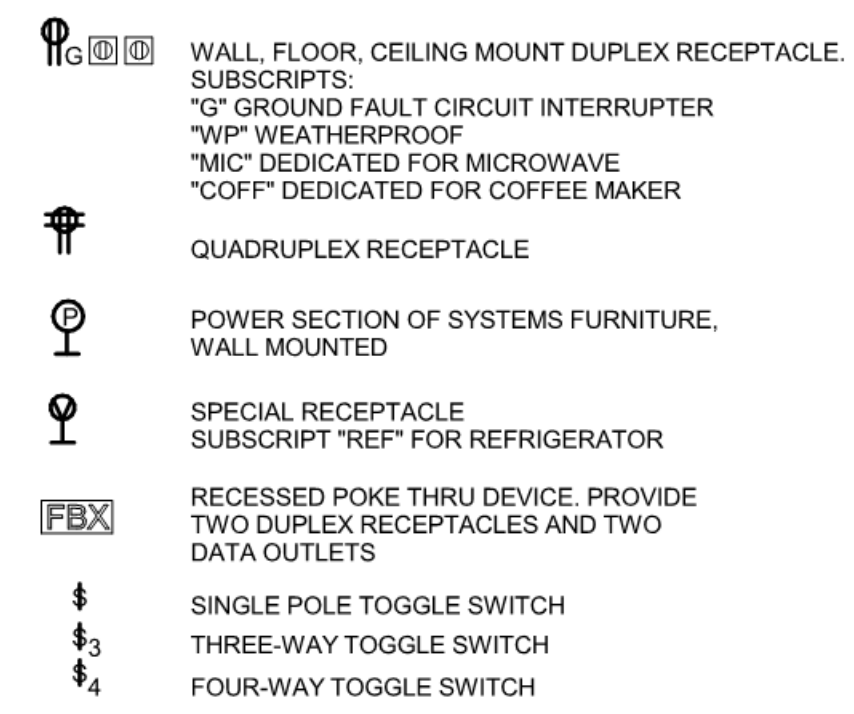 G WALL, FLOOR, CEILING MOUNT DUPLEX RECEPTACLE.
SUBSCRIPTS:
"G" GROUND FAULT CIRCUIT INTERRUPTER
"WP" WEATHERPROOF
"MIC" DEDICATED FOR MICROWAVE
"COFF" DEDICATED FOR COFFEE MAKER
QUADRUPLEX RECEPTACLE
P POWER SECTION OF SYSTEMS FURNITURE,
WALL MOUNTED
SPECIAL RECEPTACLE
SUBSCRIPT "REF" FOR REFRIGERATOR
FBX RECESSED POKE THRU DEVICE. PROVIDE
TWO DUPLEX RECEPTACLES AND TWO
DATA OUTLETS
$ SINGLE POLE TOGGLE SWITCH
$3 THREE-WAY TOGGLE SWITCH
$4 FOUR-WAY TOGGLE SWITCH